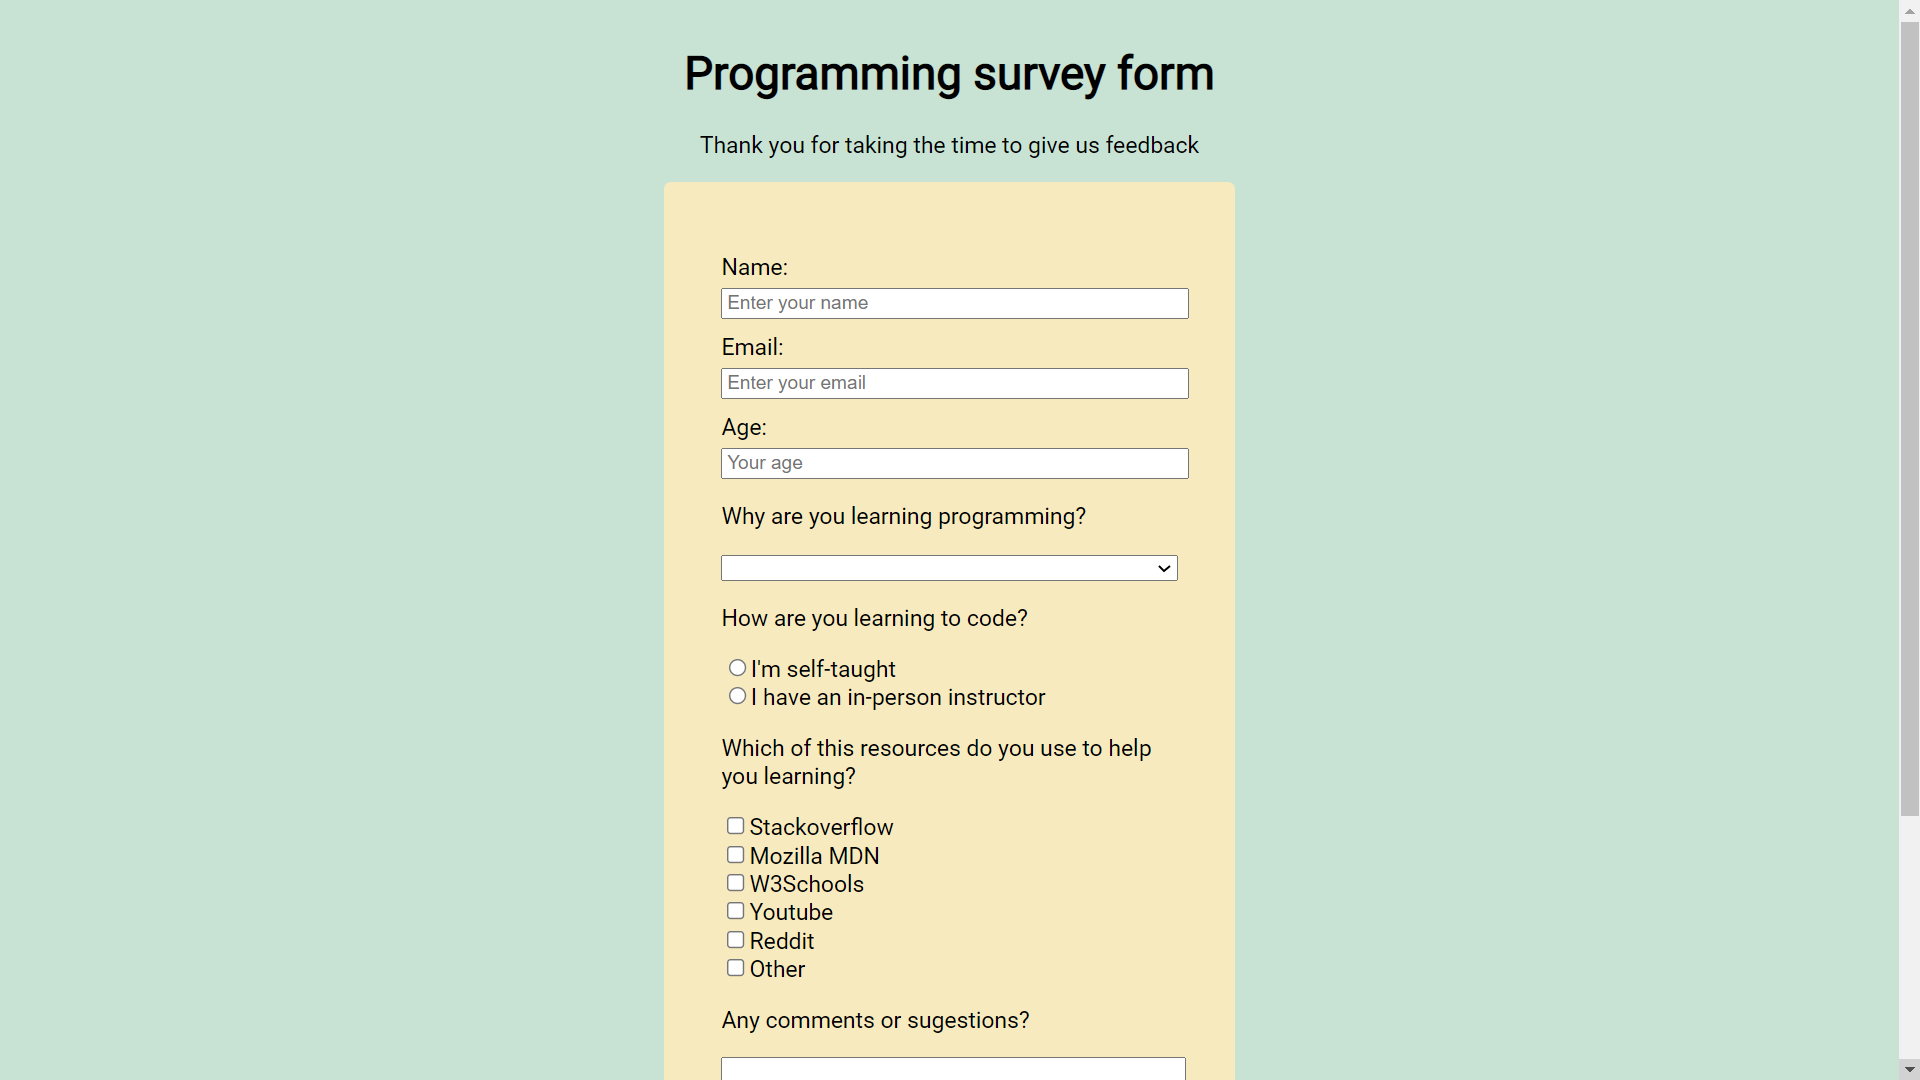 Programming survey form
Thank you for taking the time to give us feedback
Name:
Enter your name
Email:
Enter your email
Age:
Your age
Why are you learning programming?
How are you learning to code?
I'm self-taught
I have an in-person instructor
Which of this resources do you use to help
you learning?
Stackoverflow
Mozilla MDN
W3Schools
Youtube
Reddit
Other
Any comments or sugestions?